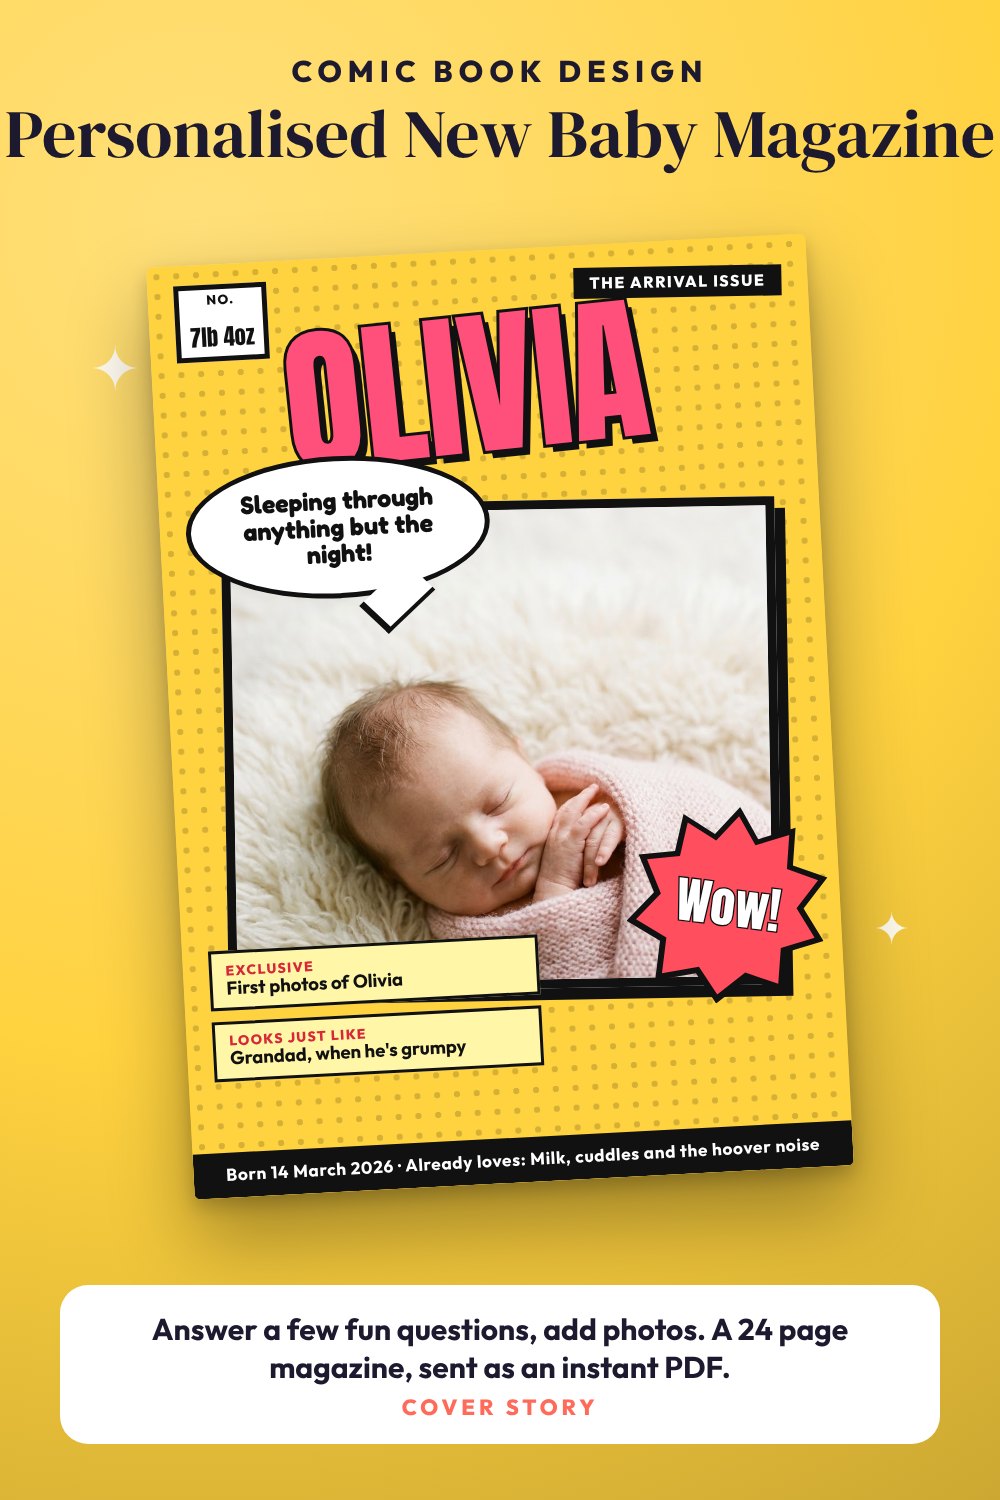 COMIC BOOK DESIGN
Personalised New Baby Magazine
THE ARRIVAL ISSUE
NO.
7lb 4oz
OLIVIA
Sleeping through
anything but the
night!
Wow!
EXCLUSIVE
First photos of Olivia
LOOKS JUST LIKE
Grandad, when he's grumpy
Born 14 March 2026 · Already loves: Milk, cuddles and the hoover noise
Answer a few fun questions, add photos. A 24 page
magazine, sent as an instant PDF.
COVER STORY